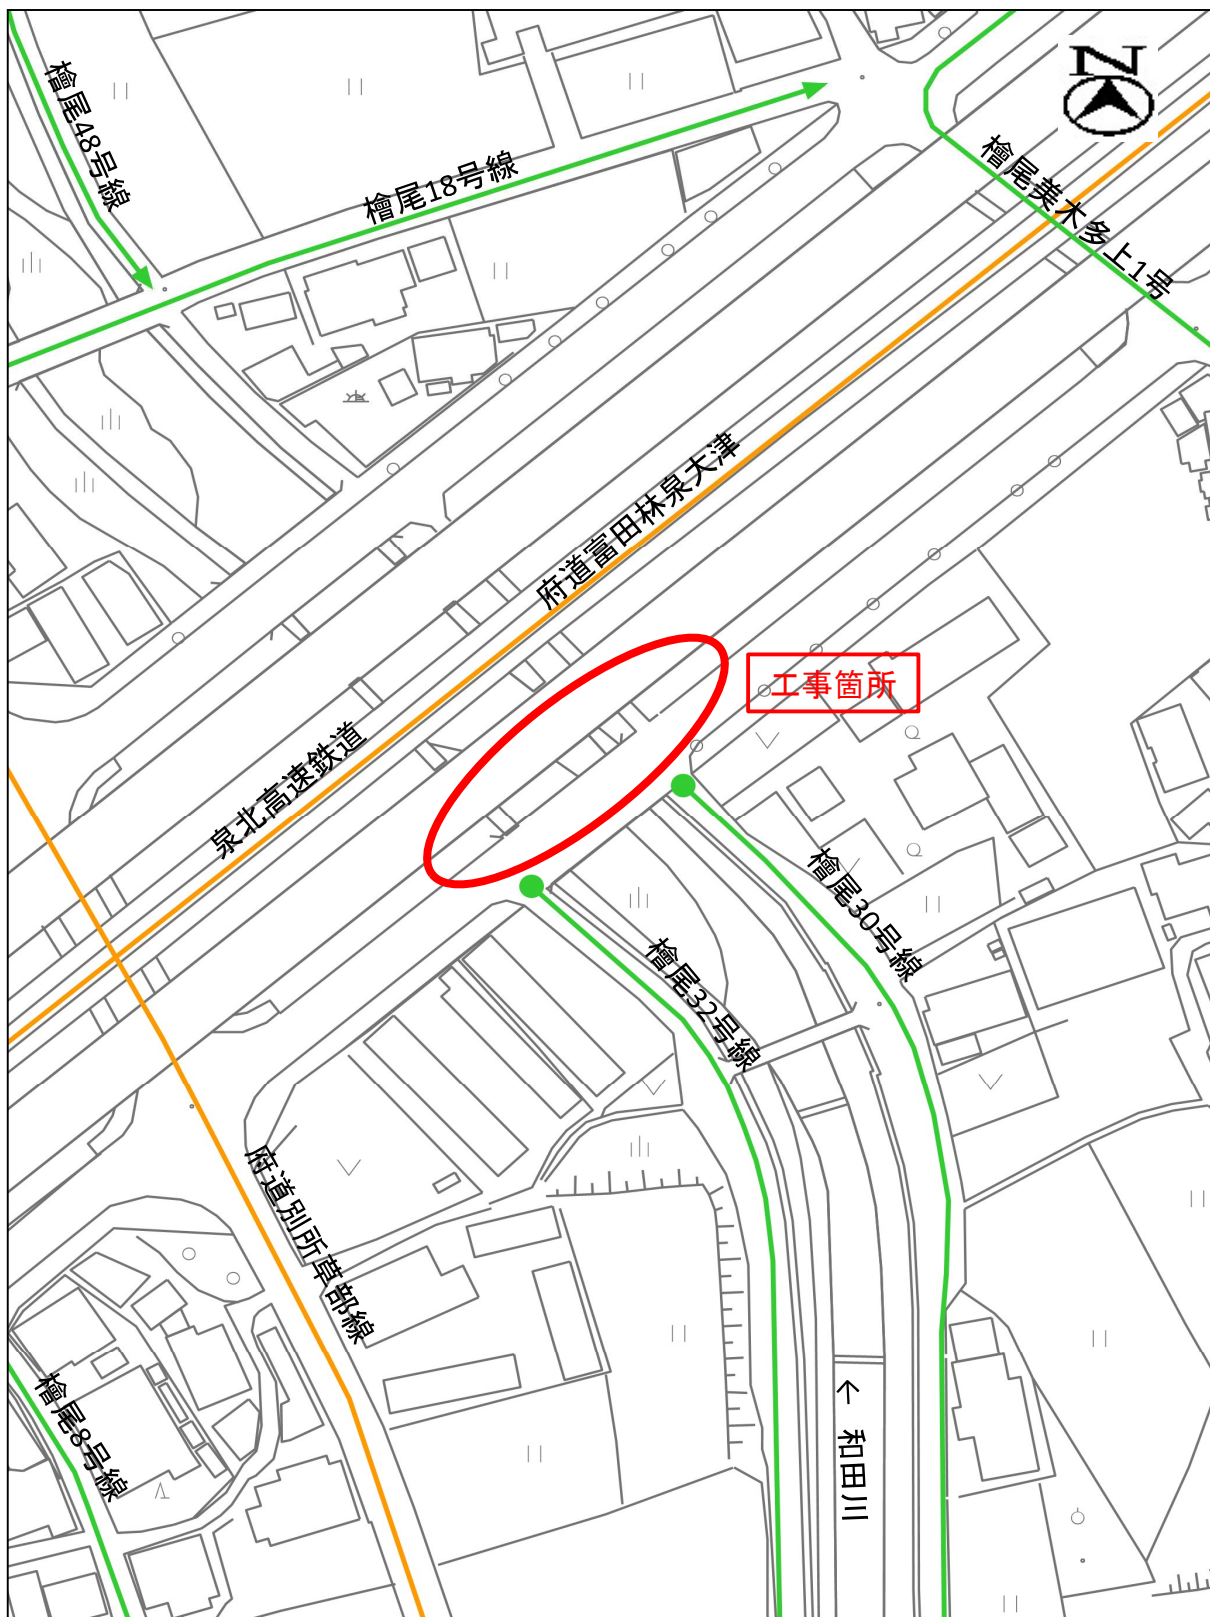 N
檜尾48号線
檜尾18号線
檜尾美木多上1号
府道富田林泉大津
工事箇所
泉北高速鉄道
檜尾30号線
檜尾32号線
府道別所草部線
檜尾8号線
← 和田川